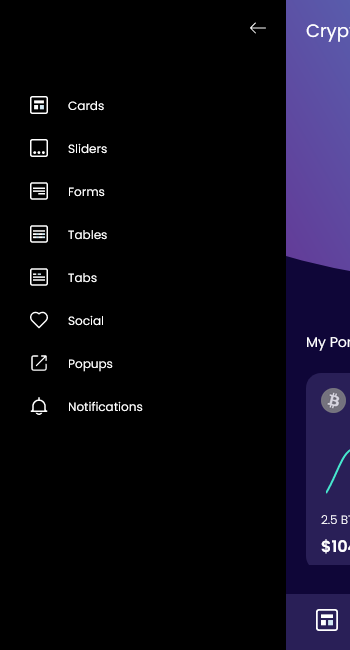 Cards
Sliders
Forms
Tables
Tabs
Social
Popups
Notifications
2.5